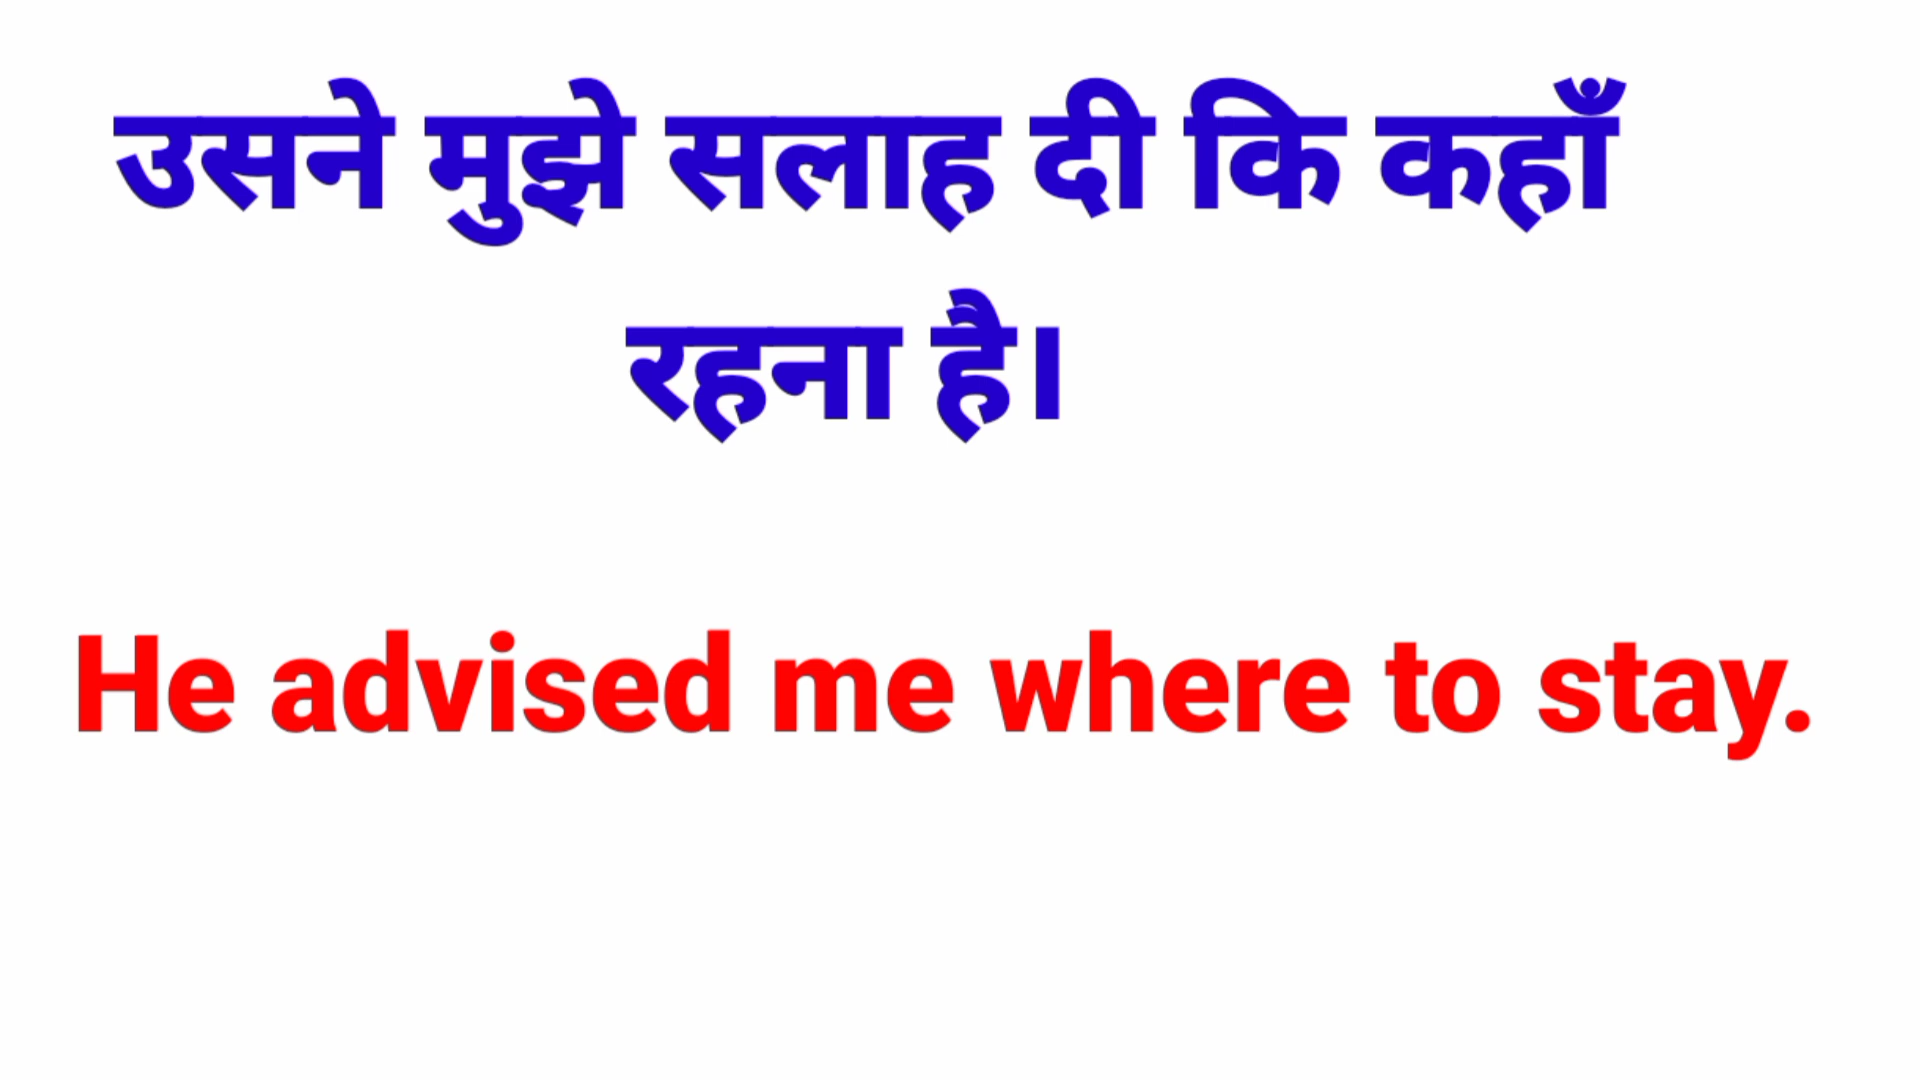 उसने मुझे सलाह दी कि कहाँ
रहना है।
He advised me where to stay.